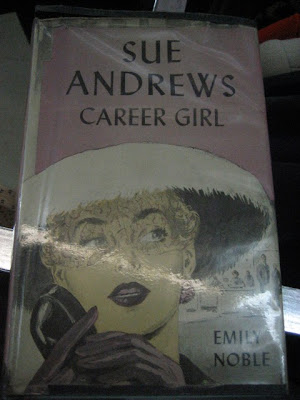 SUE
ANDREWS
CAREER GIRL
EMILY
NOBLE